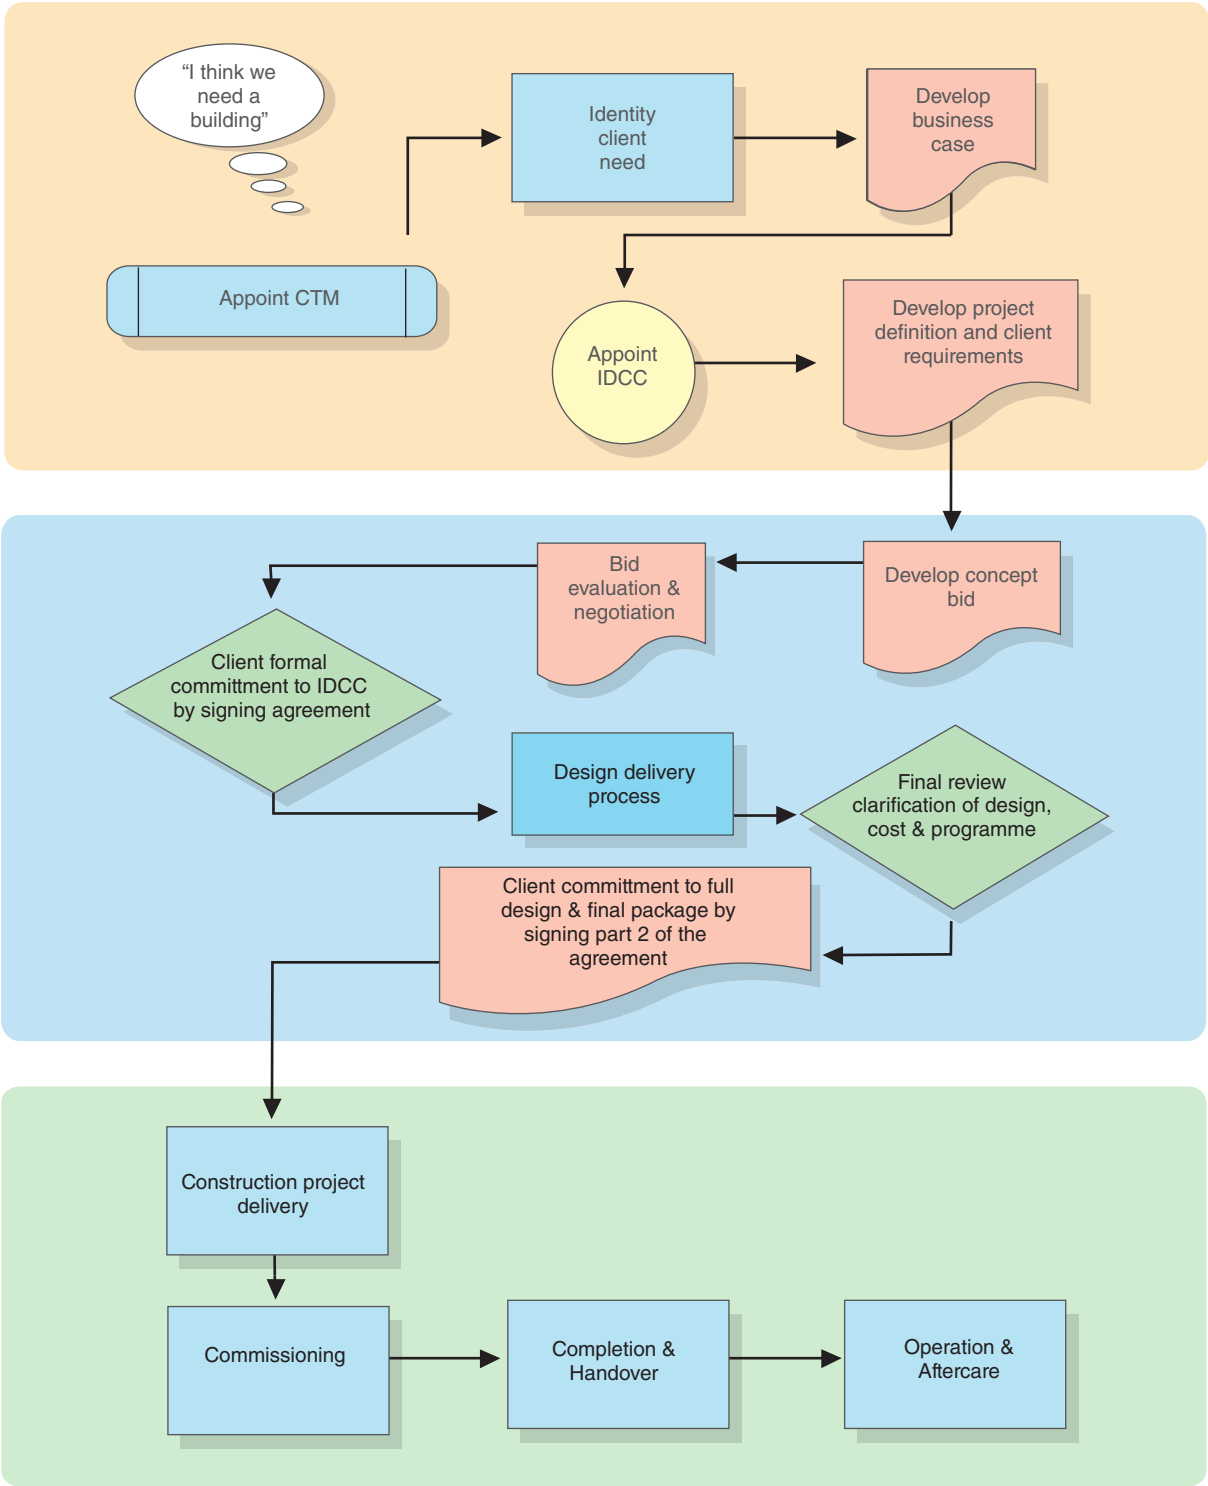 “I think we
need a
building”
Identity
client
need
Develop
business
case
Appoint CTM
Appoint
IDCC
Develop project
definition and client
requirements
Bid
evaluation &
negotiation
Develop concept
bid
Client formal
committment to IDCC
by signing agreement
Design delivery
process
Final review
clarification of design,
cost & programme
Client committment to full
design & final package by
signing part 2 of the
agreement
Construction project
delivery
Commissioning
Completion &
Handover
Operation &
Aftercare